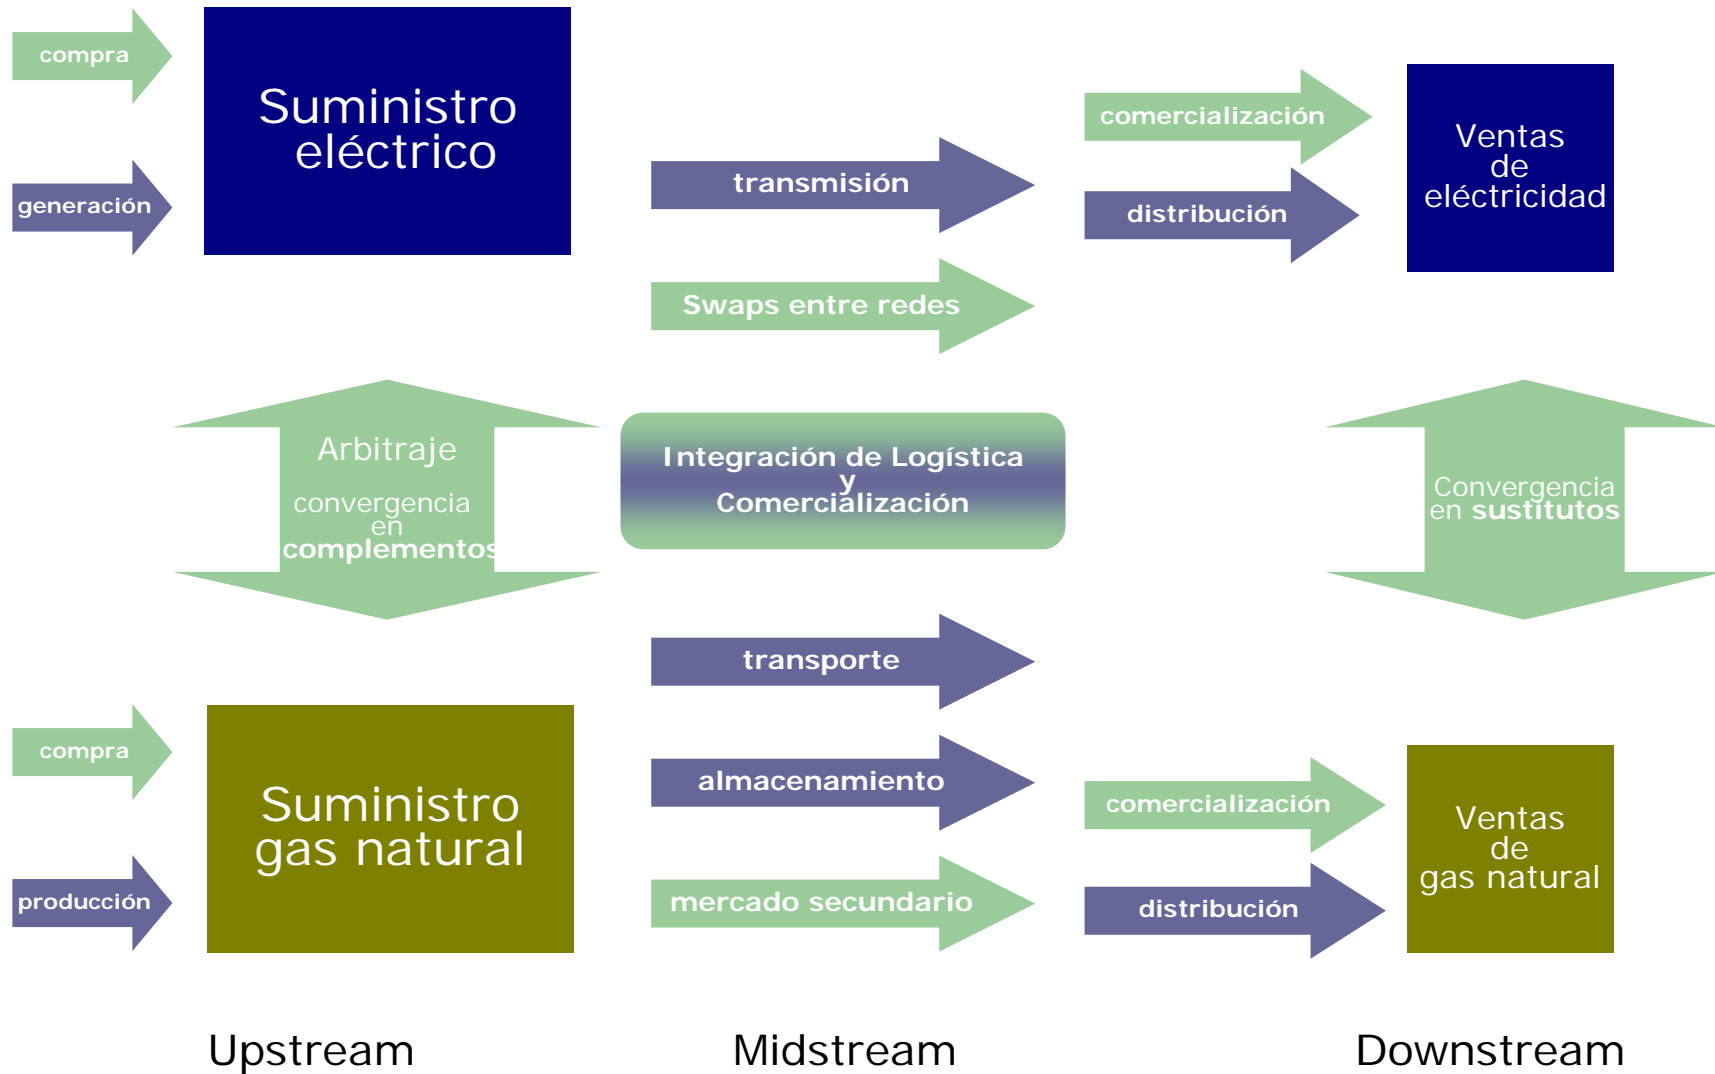 compra
generación
Suministro
eléctrico
transmisión
Swaps entre redes
comercialización
distribución
Ventas
de
eléctricidad
Arbitraje
convergencia
en
complementos
Integración de Logística
y
Comercialización
Convergencia
en sustitutos
compra
producción
Suministro
gas natural
transporte
almacenamiento
mercado secundario
comercialización
distribución
Ventas
de
gas natural
Upstream
Midstream
Downstream